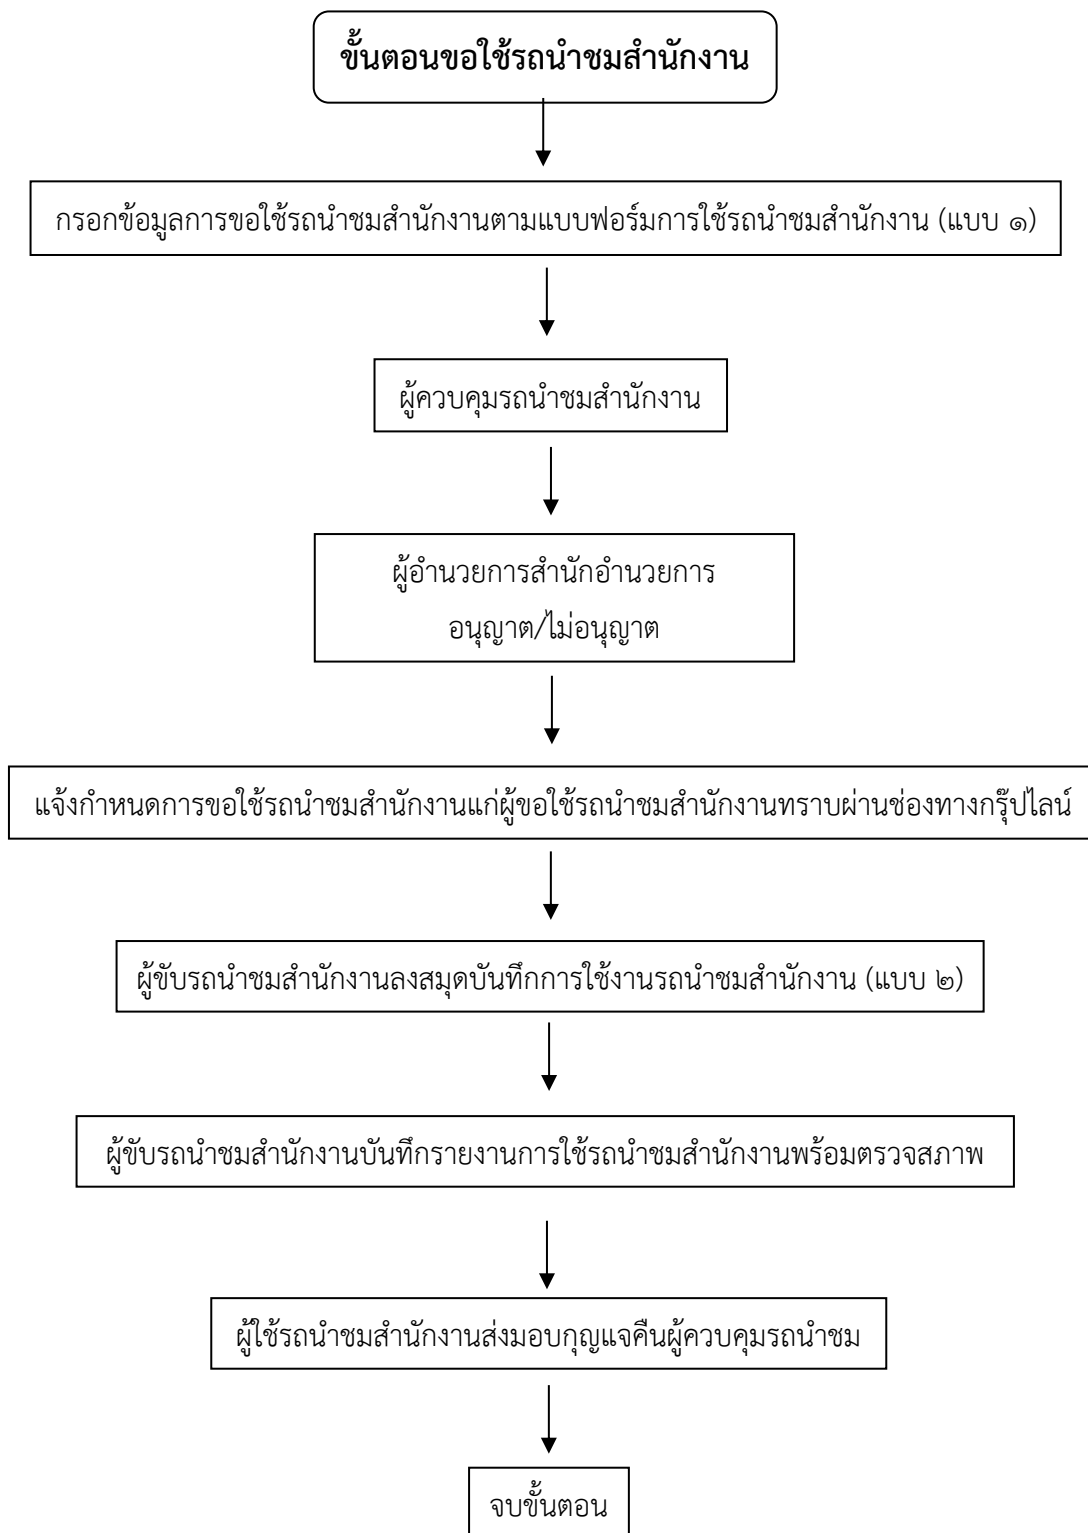 ขั้นตอนขอใช้รถนำชมสำนักงาน
กรอกข้อมูลการขอใช้รถนำชมสำนักงานตามแบบฟอร์มการใช้รถนำชมสำนักงาน (แบบ ๑)
ผู้ควบคุมรถนำชมสำนักงาน
ผู้อำนวยการสำนักอำนวยการ
อนุญาต/ไม่อนุญาต
แจ้งกำหนดการขอใช้รถนำชมสำนักงานแก่ผู้ขอใช้รถนำชมสำนักงานทราบผ่านช่องทางกรุ๊ปไลน์
ผู้ขับรถนำชมสำนักงานลงสมุดบันทึกการใช้งานรถนำชมสำนักงาน (แบบ ๒)
ผู้ขับรถนำชมสำนักงานบันทึกรายงานการใช้รถนำชมสำนักงานพร้อมตรวจสภาพ
ผู้ใช้รถนำชมสำนักงานส่งมอบกุญแจคืนผู้ควบคุมรถนำชม
จบขั้นตอน